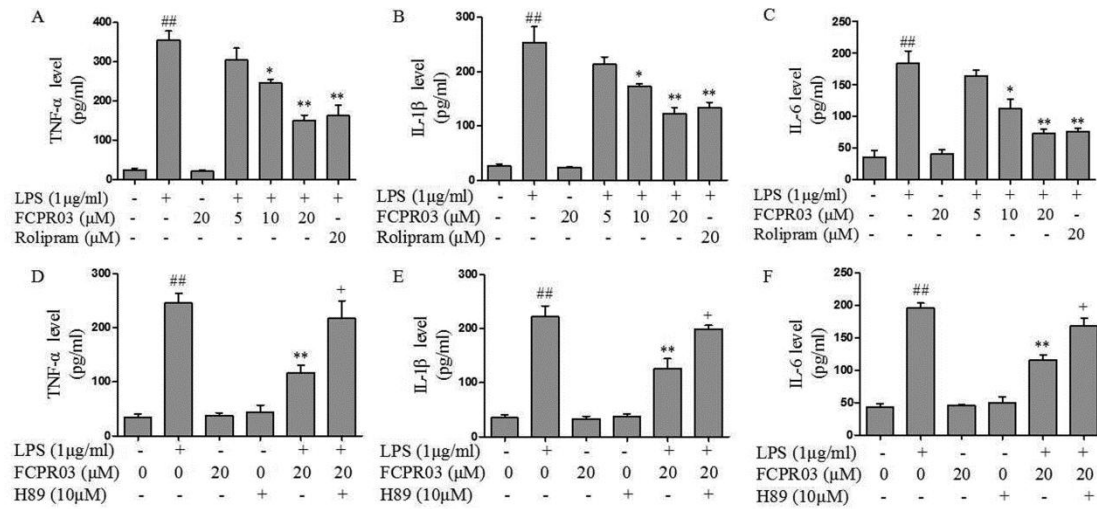 A
TNF-α level
(pg/ml)
400
300
200
100
0
##
*
**
**
LPS (1μg/ml) - + - + + + +
FCPR03 (μM) - - 20 5 10 20 -
Rolipram (μM) - - - - - - 20
B
IL-1β level
(pg/ml)
300
200
100
0
##
*
**
**
LPS (1μg/ml) - + - + + + +
FCPR03 (μM) - - 20 5 10 20 -
Rolipram (μM) - - - - - - 20
C
IL-6 level
(pg/ml)
250
200
150
100
50
0
##
*
**
**
LPS (1μg/ml) - + - + + + +
FCPR03 (μM) - - 20 5 10 20 -
Rolipram (μM) - - - - - - 20
D
TNF-α level
(pg/ml)
300
200
100
0
##
**
+
LPS (1μg/ml) - + - - + +
FCPR03 (μM) 0 0 20 0 20 20
H89 (10μM) - - - + - +
E
IL-1β level
(pg/ml)
300
200
100
0
##
**
+
LPS (1μg/ml) - + - - + +
FCPR03 (μM) 0 0 20 0 20 20
H89 (10μM) - - - + - +
F
IL-6 level
(pg/ml)
250
200
150
100
50
0
##
**
+
LPS (1μg/ml) - + - - + +
FCPR03 (μM) 0 0 20 0 20 20
H89 (10μM) - - - + - +